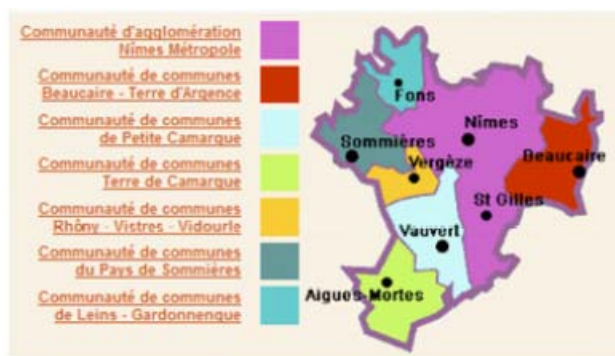 Communauté d'agglomération
Nîmes Métropole
Communauté de communes
Beaucaire - Terre d'Argence
Communauté de communes
de Petite Camargue
Communauté de communes
Terre de Camargue
Communauté de communes
Rhôny - Vistres - Vidourle
Communauté de communes
du Pays de Sommières
Communauté de communes
de Leins - Gardonnenque
Fons
Nîmes
Sommières
Beaucaire
Vergèze
St Gilles
Vauvert
Aigues-Mortes